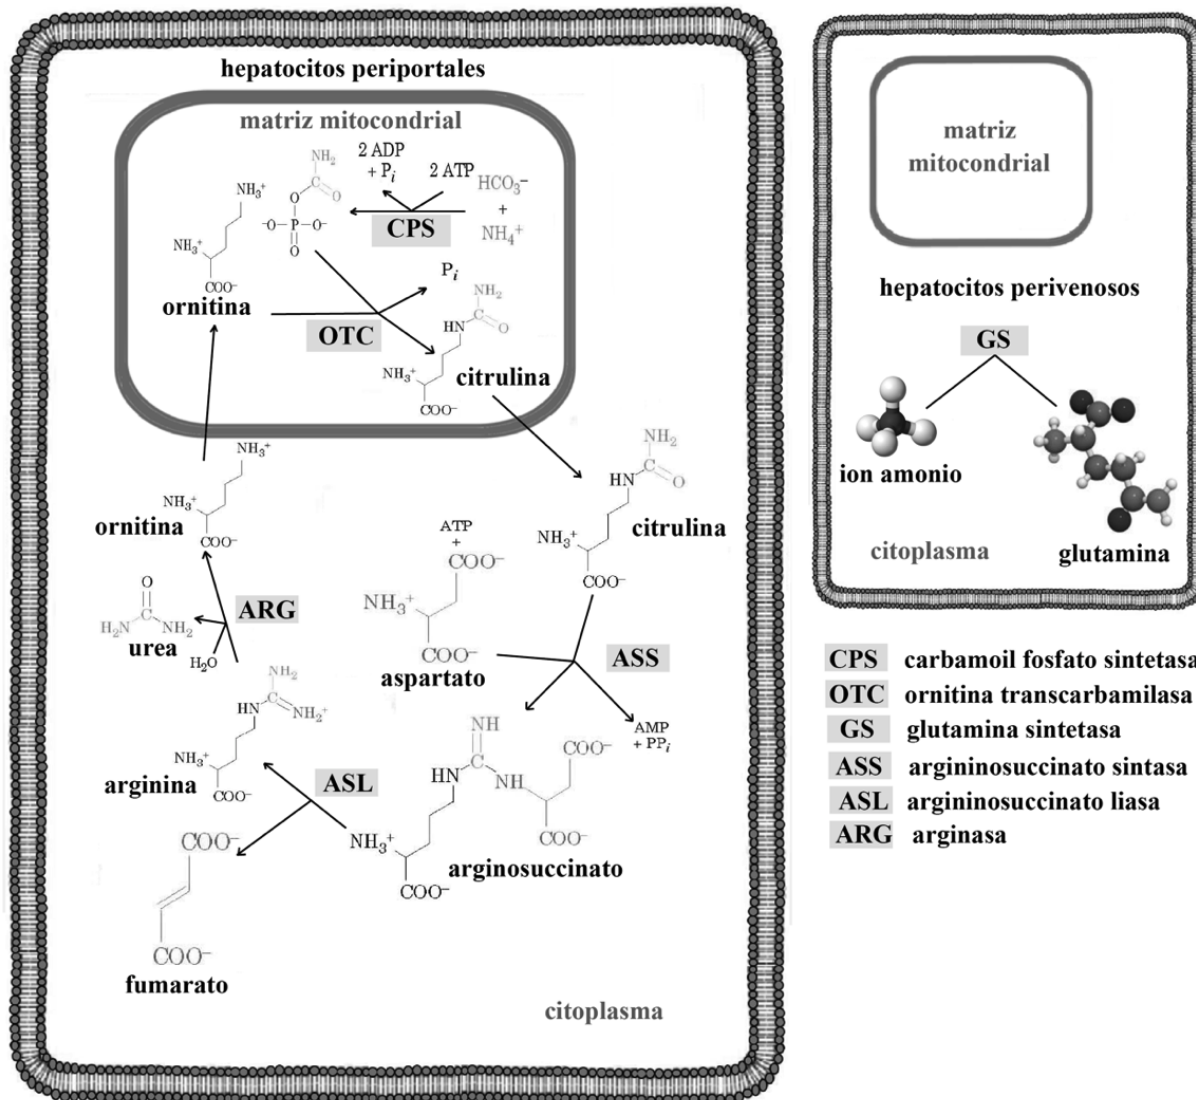 hepatocitos periportales
matriz mitocondrial
NH₂
O
O
-O-P-O-
O
2 ADP
+ Pᵢ
2 ATP
HCO₃⁻
+
NH₄⁺
CPS
NH₃⁺
NH₃⁺
COO⁻
ornitina
Pᵢ
OTC
NH₂
HN
O
NH₃⁺
COO⁻
citrulina
NH₃⁺
NH₃⁺
COO⁻
ornitina
NH₂
HN
O
NH₃⁺
COO⁻
citrulina
ATP
+
COO⁻
NH₃⁺
COO⁻
aspartato
ASS
AMP
+ PPᵢ
O
H₂N
NH₂
urea
ARG
H₂O
NH₂
HN
NH₂⁺
NH₃⁺
COO⁻
arginina
ASL
NH
HN
NH
COO⁻
COO⁻
NH₃⁺
COO⁻
arginosuccinato
COO⁻
COO⁻
fumarato
citoplasma
matriz
mitocondrial
hepatocitos perivenosos
GS
ion amonio
glutamina
citoplasma
CPS carbamoil fosfato sintetasa
OTC ornitina transcarbamilasa
GS glutamina sintetasa
ASS argininosuccinato sintasa
ASL argininosuccinato liasa
ARG arginasa